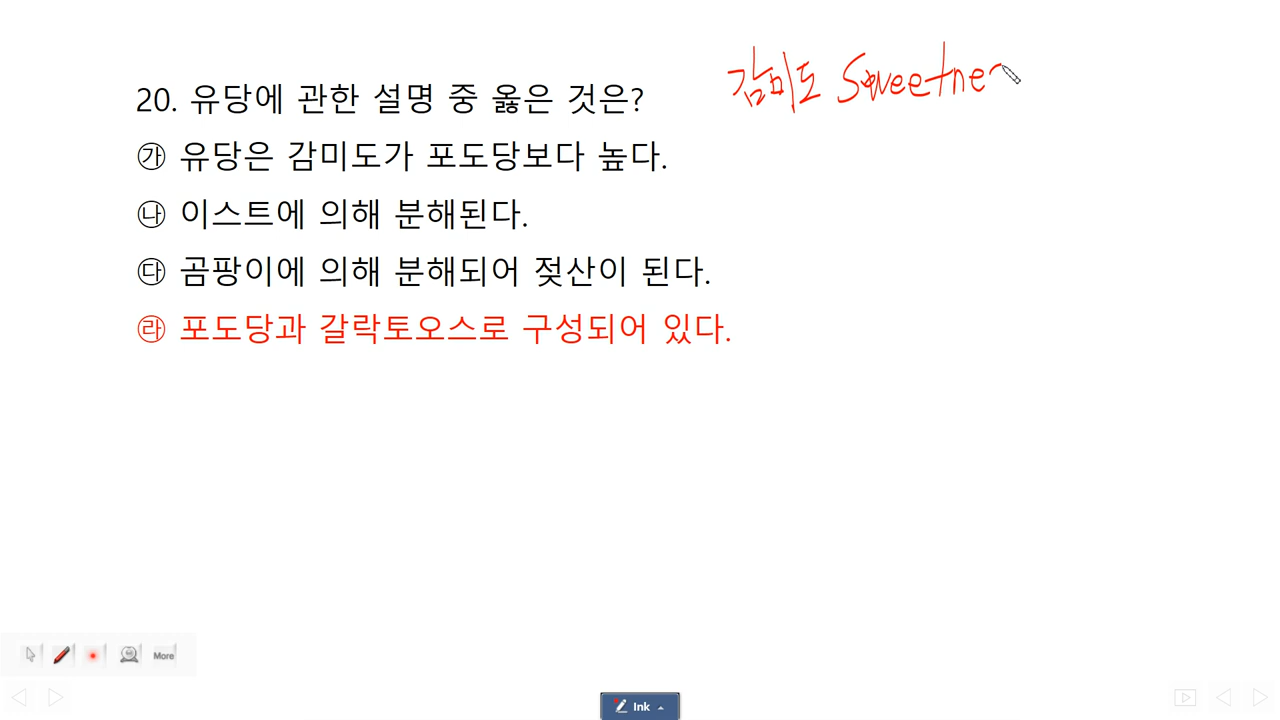 감미도 Sweetne
20. 유당에 관한 설명 중 옳은 것은?
㉮ 유당은 감미도가 포도당보다 높다.
㉯ 이스트에 의해 분해된다.
㉰ 곰팡이에 의해 분해되어 젖산이 된다.
㉱ 포도당과 갈락토오스로 구성되어 있다.
More
Ink